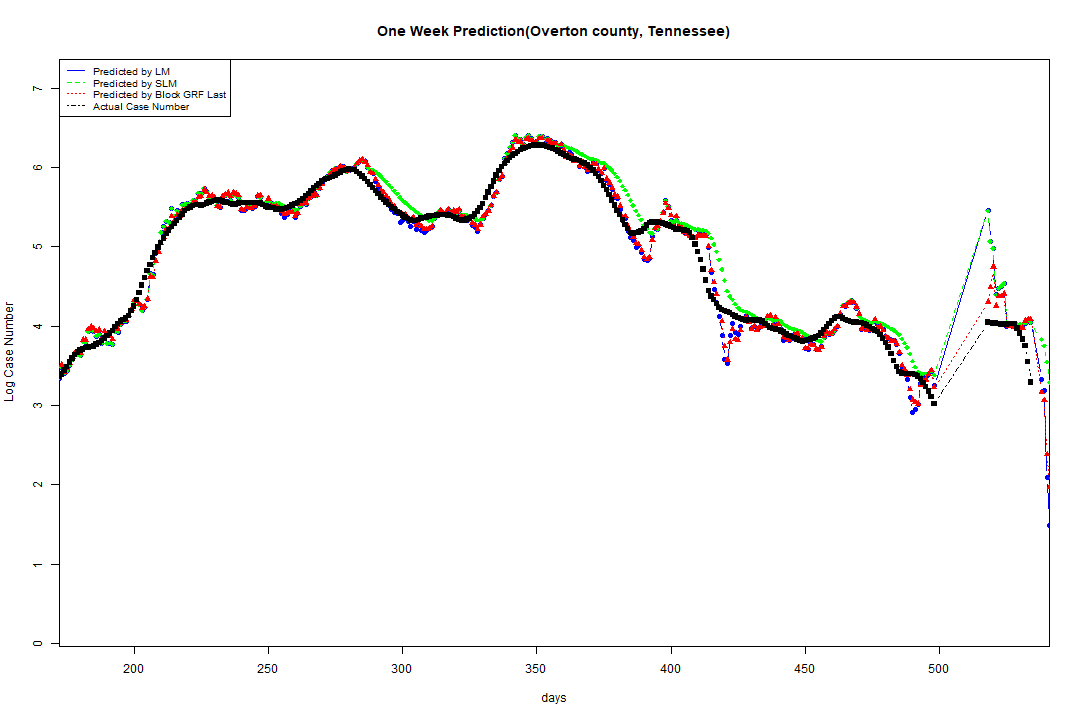 One Week Prediction(Overton county, Tennessee)
Predicted by LM
Predicted by SLM
Predicted by Block GRF Last
Actual Case Number
Log Case Number
7
6
5
4
3
2
1
0
200 250 300 350 400 450 500
days